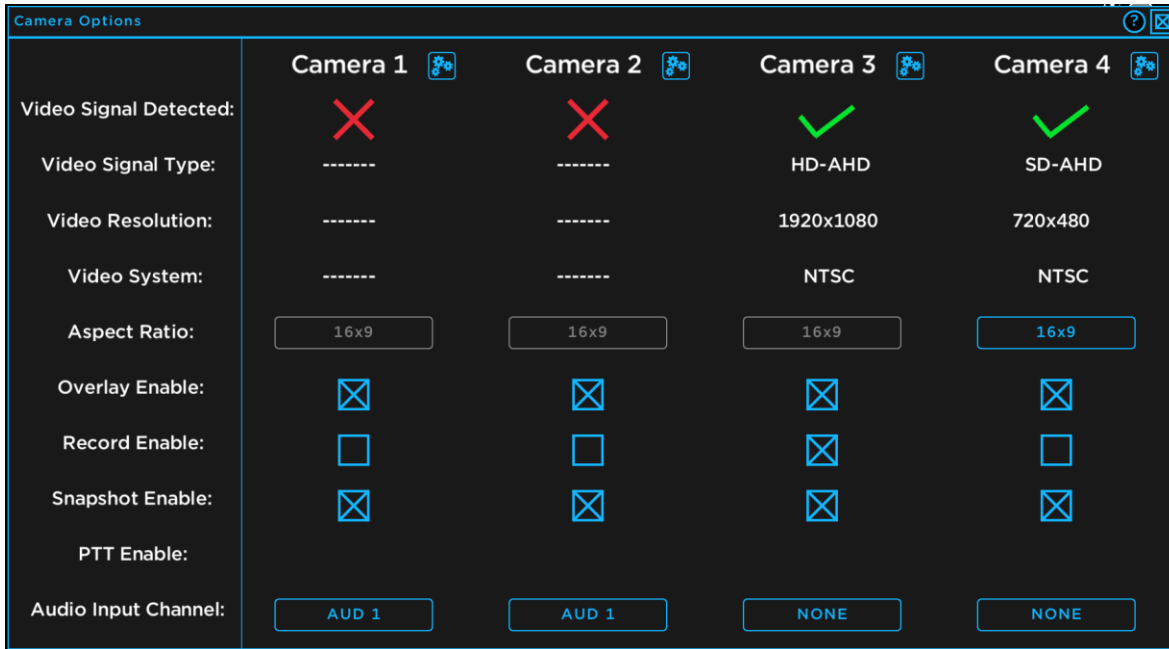 Camera Options ?
Camera 1 Camera 2 Camera 3 Camera 4
Video Signal Detected:
Video Signal Type: ------- ------- HD-AHD SD-AHD
Video Resolution: ------- ------- 1920x1080 720x480
Video System: ------- ------- NTSC NTSC
Aspect Ratio: 16x9 16x9 16x9 16x9
Overlay Enable:
Record Enable:
Snapshot Enable:
PTT Enable:
Audio Input Channel: AUD 1 AUD 1 NONE NONE